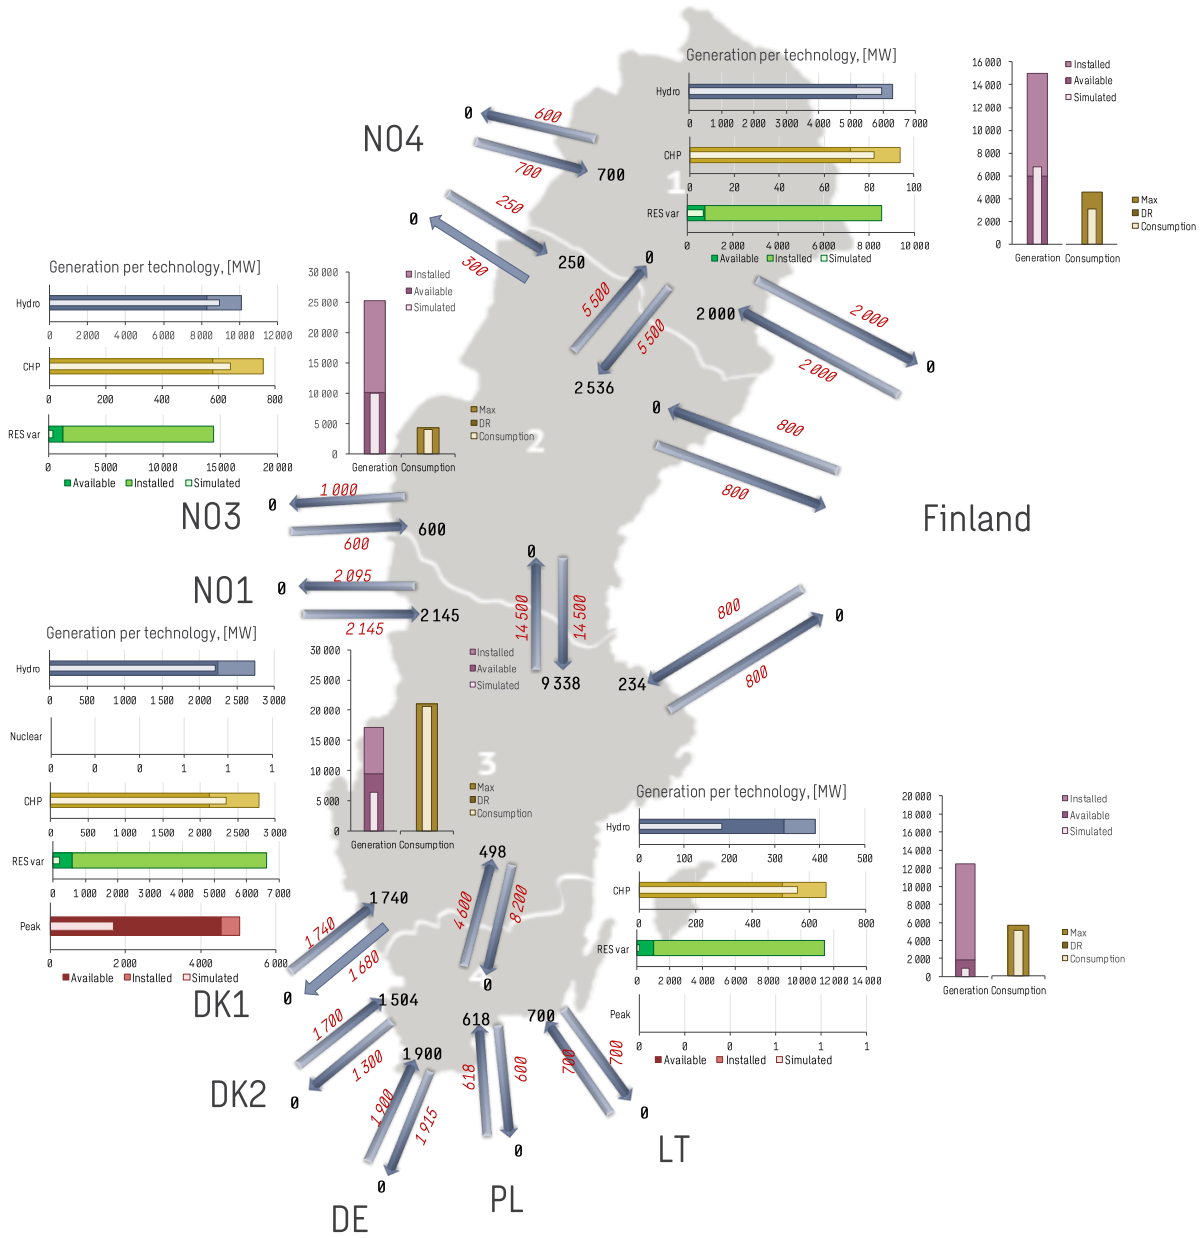 Generation per technology, [MW]
Hydro
0 1 000 2 000 3 000 4 000 5 000 6 000 7 000
CHP
0 20 40 60 80 100
RES var
0 2 000 4 000 6 000 8 000 10 000
Available Installed Simulated
16 000
14 000
12 000
10 000
8 000
6 000
4 000
2 000
0
Generation Consumption
Installed
Available
Simulated
Max
DR
Consumption
1
NO4
0
600
700
700
250
0
250
300
0
5 500
5 500
2 536
2 000
2 000
2 000
0
0
800
800
Finland
Generation per technology, [MW]
Hydro
0 2 000 4 000 6 000 8 000 10 000 12 000
CHP
0 200 400 600 800
RES var
0 5 000 10 000 15 000 20 000
Available Installed Simulated
30 000
25 000
20 000
15 000
10 000
5 000
0
Generation Consumption
Installed
Available
Simulated
Max
DR
Consumption
2
NO3
0
1 000
600
600
NO1
0
2 095
2 145
2 145
0
14 500
14 500
9 338
800
0
234
800
Generation per technology, [MW]
Hydro
0 500 1 000 1 500 2 000 2 500 3 000
Nuclear
0 0 0 1 1 1
CHP
0 500 1 000 1 500 2 000 2 500 3 000
RES var
0 1 000 2 000 3 000 4 000 5 000 6 000 7 000
Peak
0 2 000 4 000 6 000
Available Installed Simulated
30 000
25 000
20 000
15 000
10 000
5 000
0
Generation Consumption
Installed
Available
Simulated
Max
DR
Consumption
3
498
4 600
8 200
0
Generation per technology, [MW]
Hydro
0 100 200 300 400 500
CHP
0 200 400 600 800
RES var
0 2 000 4 000 6 000 8 000 10 000 12 000 14 000
Peak
0 0 0 1 1 1
Available Installed Simulated
20 000
18 000
16 000
14 000
12 000
10 000
8 000
6 000
4 000
2 000
0
Generation Consumption
Installed
Available
Simulated
Max
DR
Consumption
1 740
1 740
1 680
0
DK1
1 504
1 700
1 300
0
DK2
1 900
1 900
1 915
0
DE
618
618
600
0
PL
700
700
700
0
LT